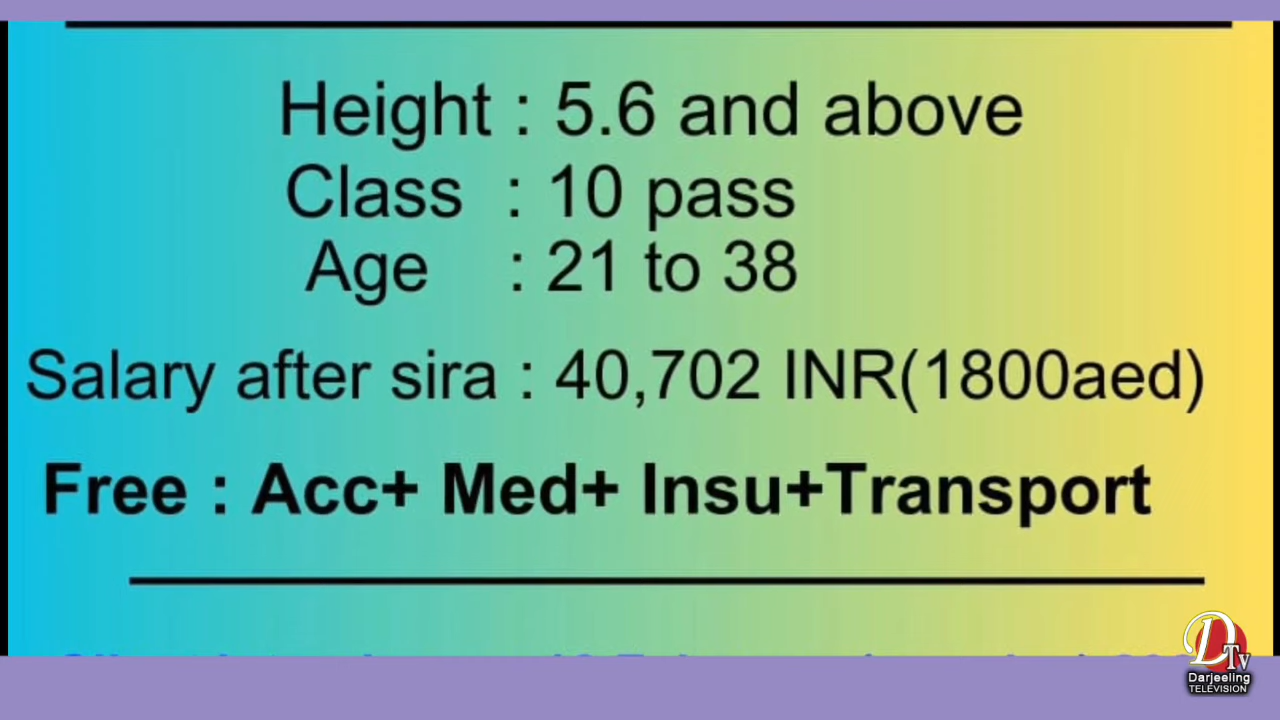 Height : 5.6 and above
Class : 10 pass
Age : 21 to 38
Salary after sira : 40,702 INR(1800aed)
Free : Acc+ Med+ Insu+Transport
DTv
Darjeeling
TELEVISION